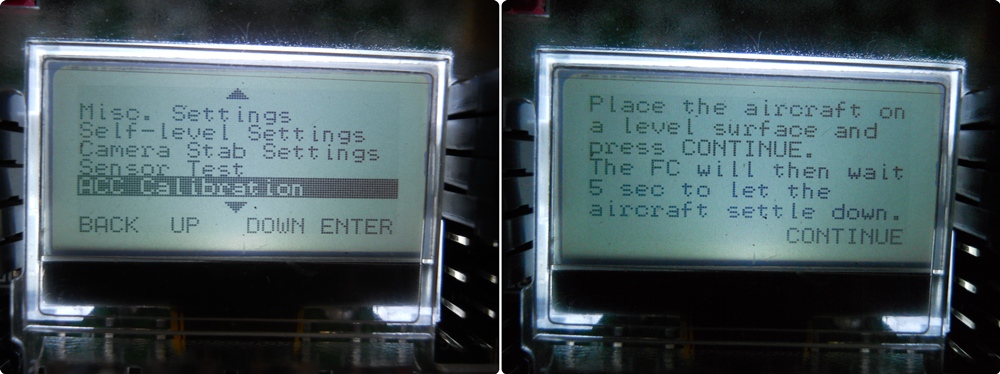 Misc. Settings
Self-level Settings
Camera Stab Settings
Sensor Test
ACC Calibration
BACK UP DOWN ENTER
Place the aircraft on
a level surface and
press CONTINUE.
The FC will then wait
5 sec to let the
aircraft settle down.
CONTINUE